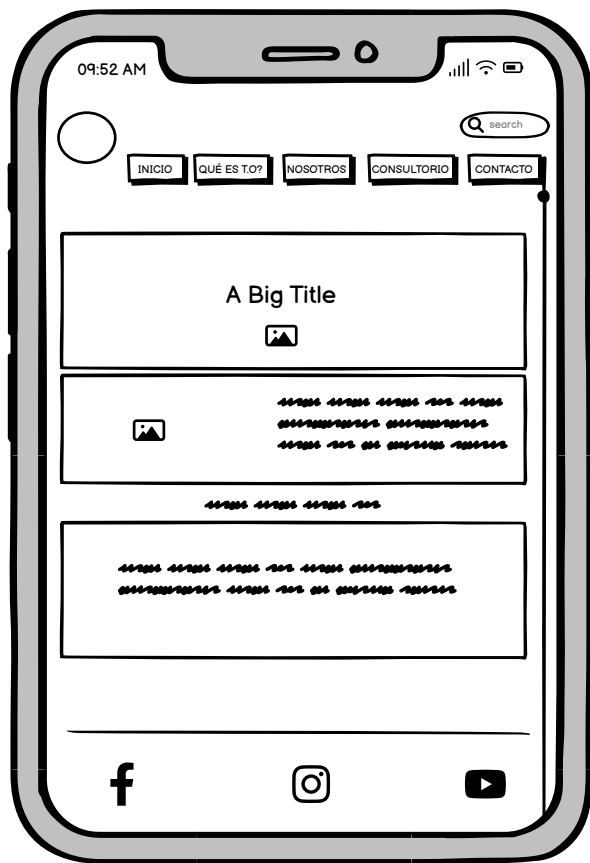 09:52 AM
search
INICIO QUÉ ES T.O? NOSOTROS CONSULTORIO CONTACTO
A Big Title